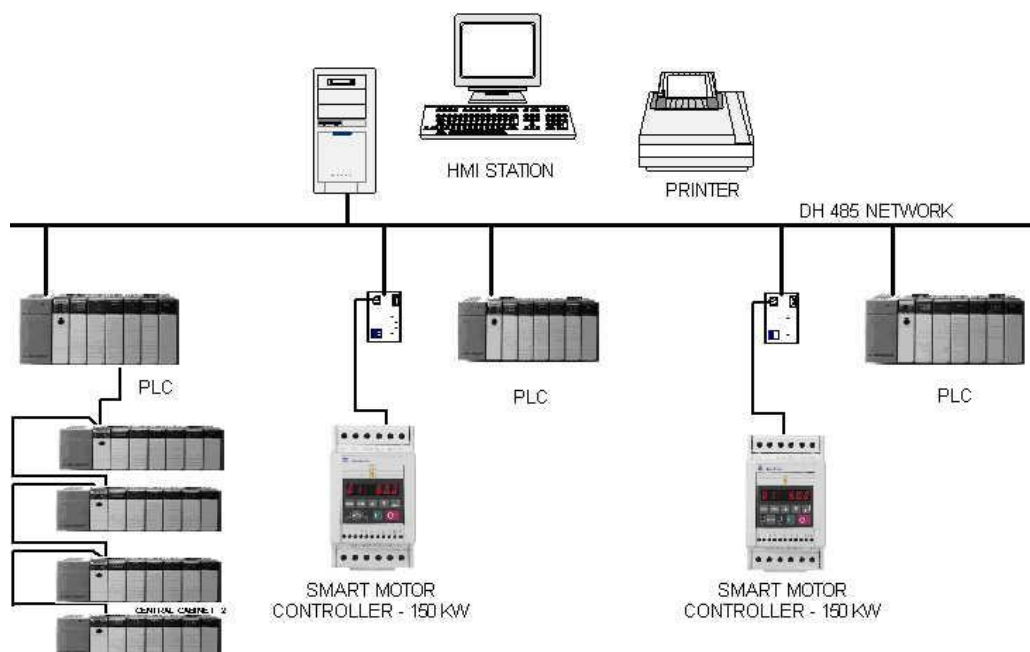 HMI STATION
PRINTER
DH 485 NETWORK
PLC
PLC
PLC
CENTRAL CABINET 2
SMART MOTOR
CONTROLLER - 150 KW
SMART MOTOR
CONTROLLER - 150 KW